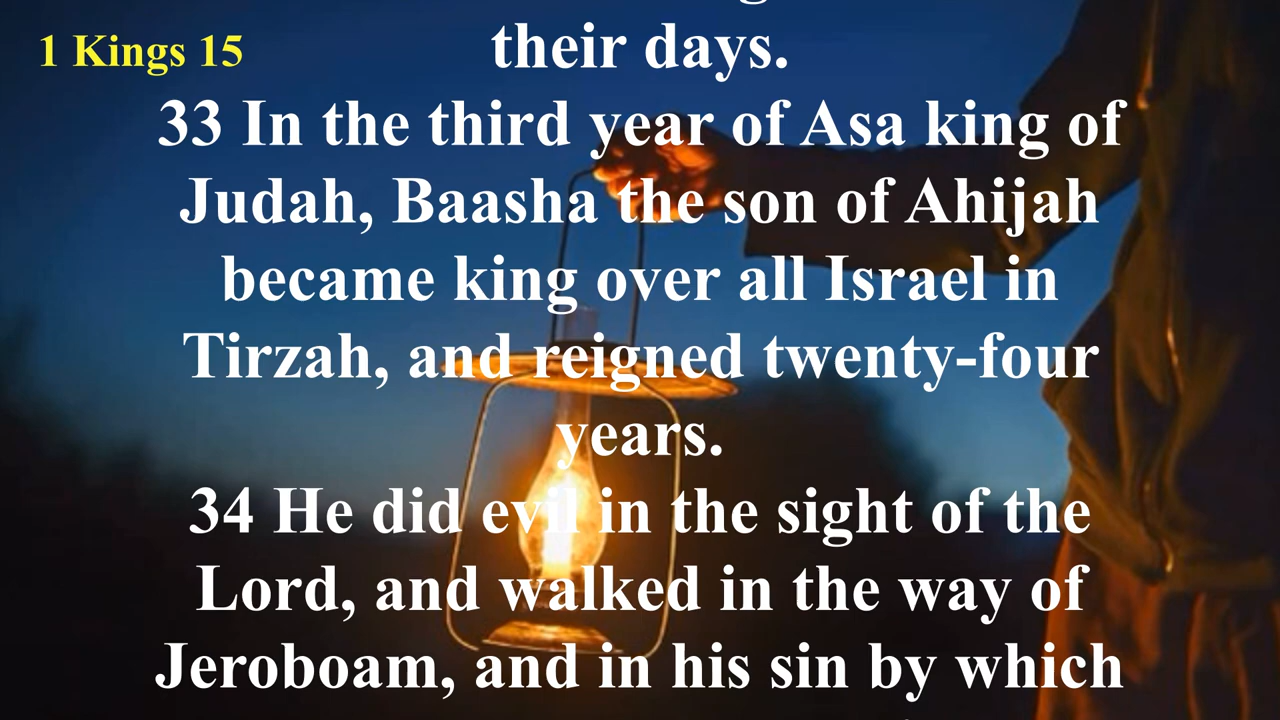 1 Kings 15
their days.
33 In the third year of Asa king of
Judah, Baasha the son of Ahijah
became king over all Israel in
Tirzah, and reigned twenty-four
years.
34 He did evil in the sight of the
Lord, and walked in the way of
Jeroboam, and in his sin by which